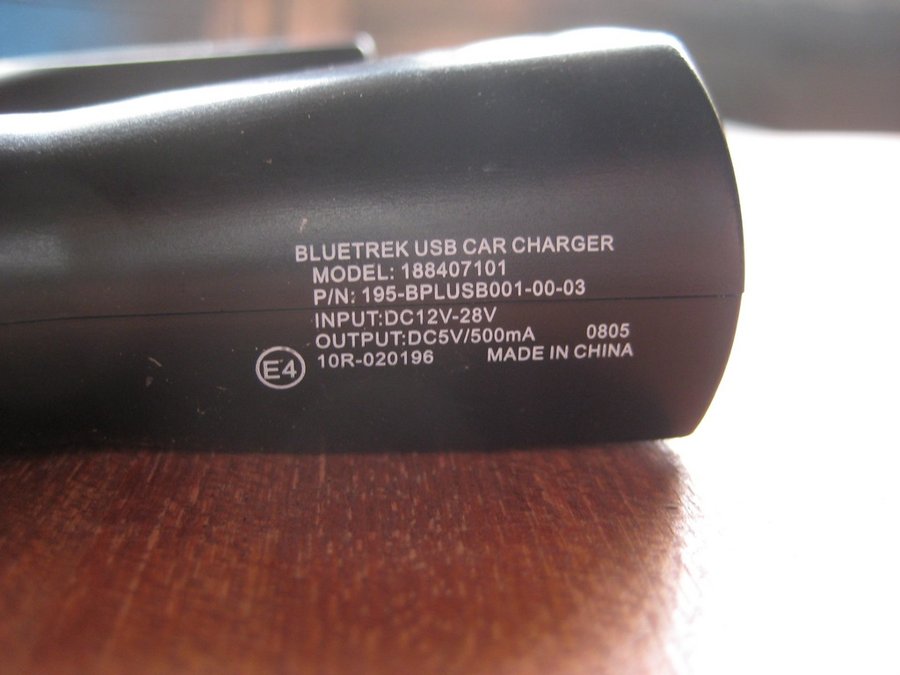 BLUETREK USB CAR CHARGER
MODEL: 188407101
P/N: 195-BPLUSB001-00-03
INPUT:DC12V-28V
OUTPUT:DC5V/500mA 0805
E4 10R-020196 MADE IN CHINA